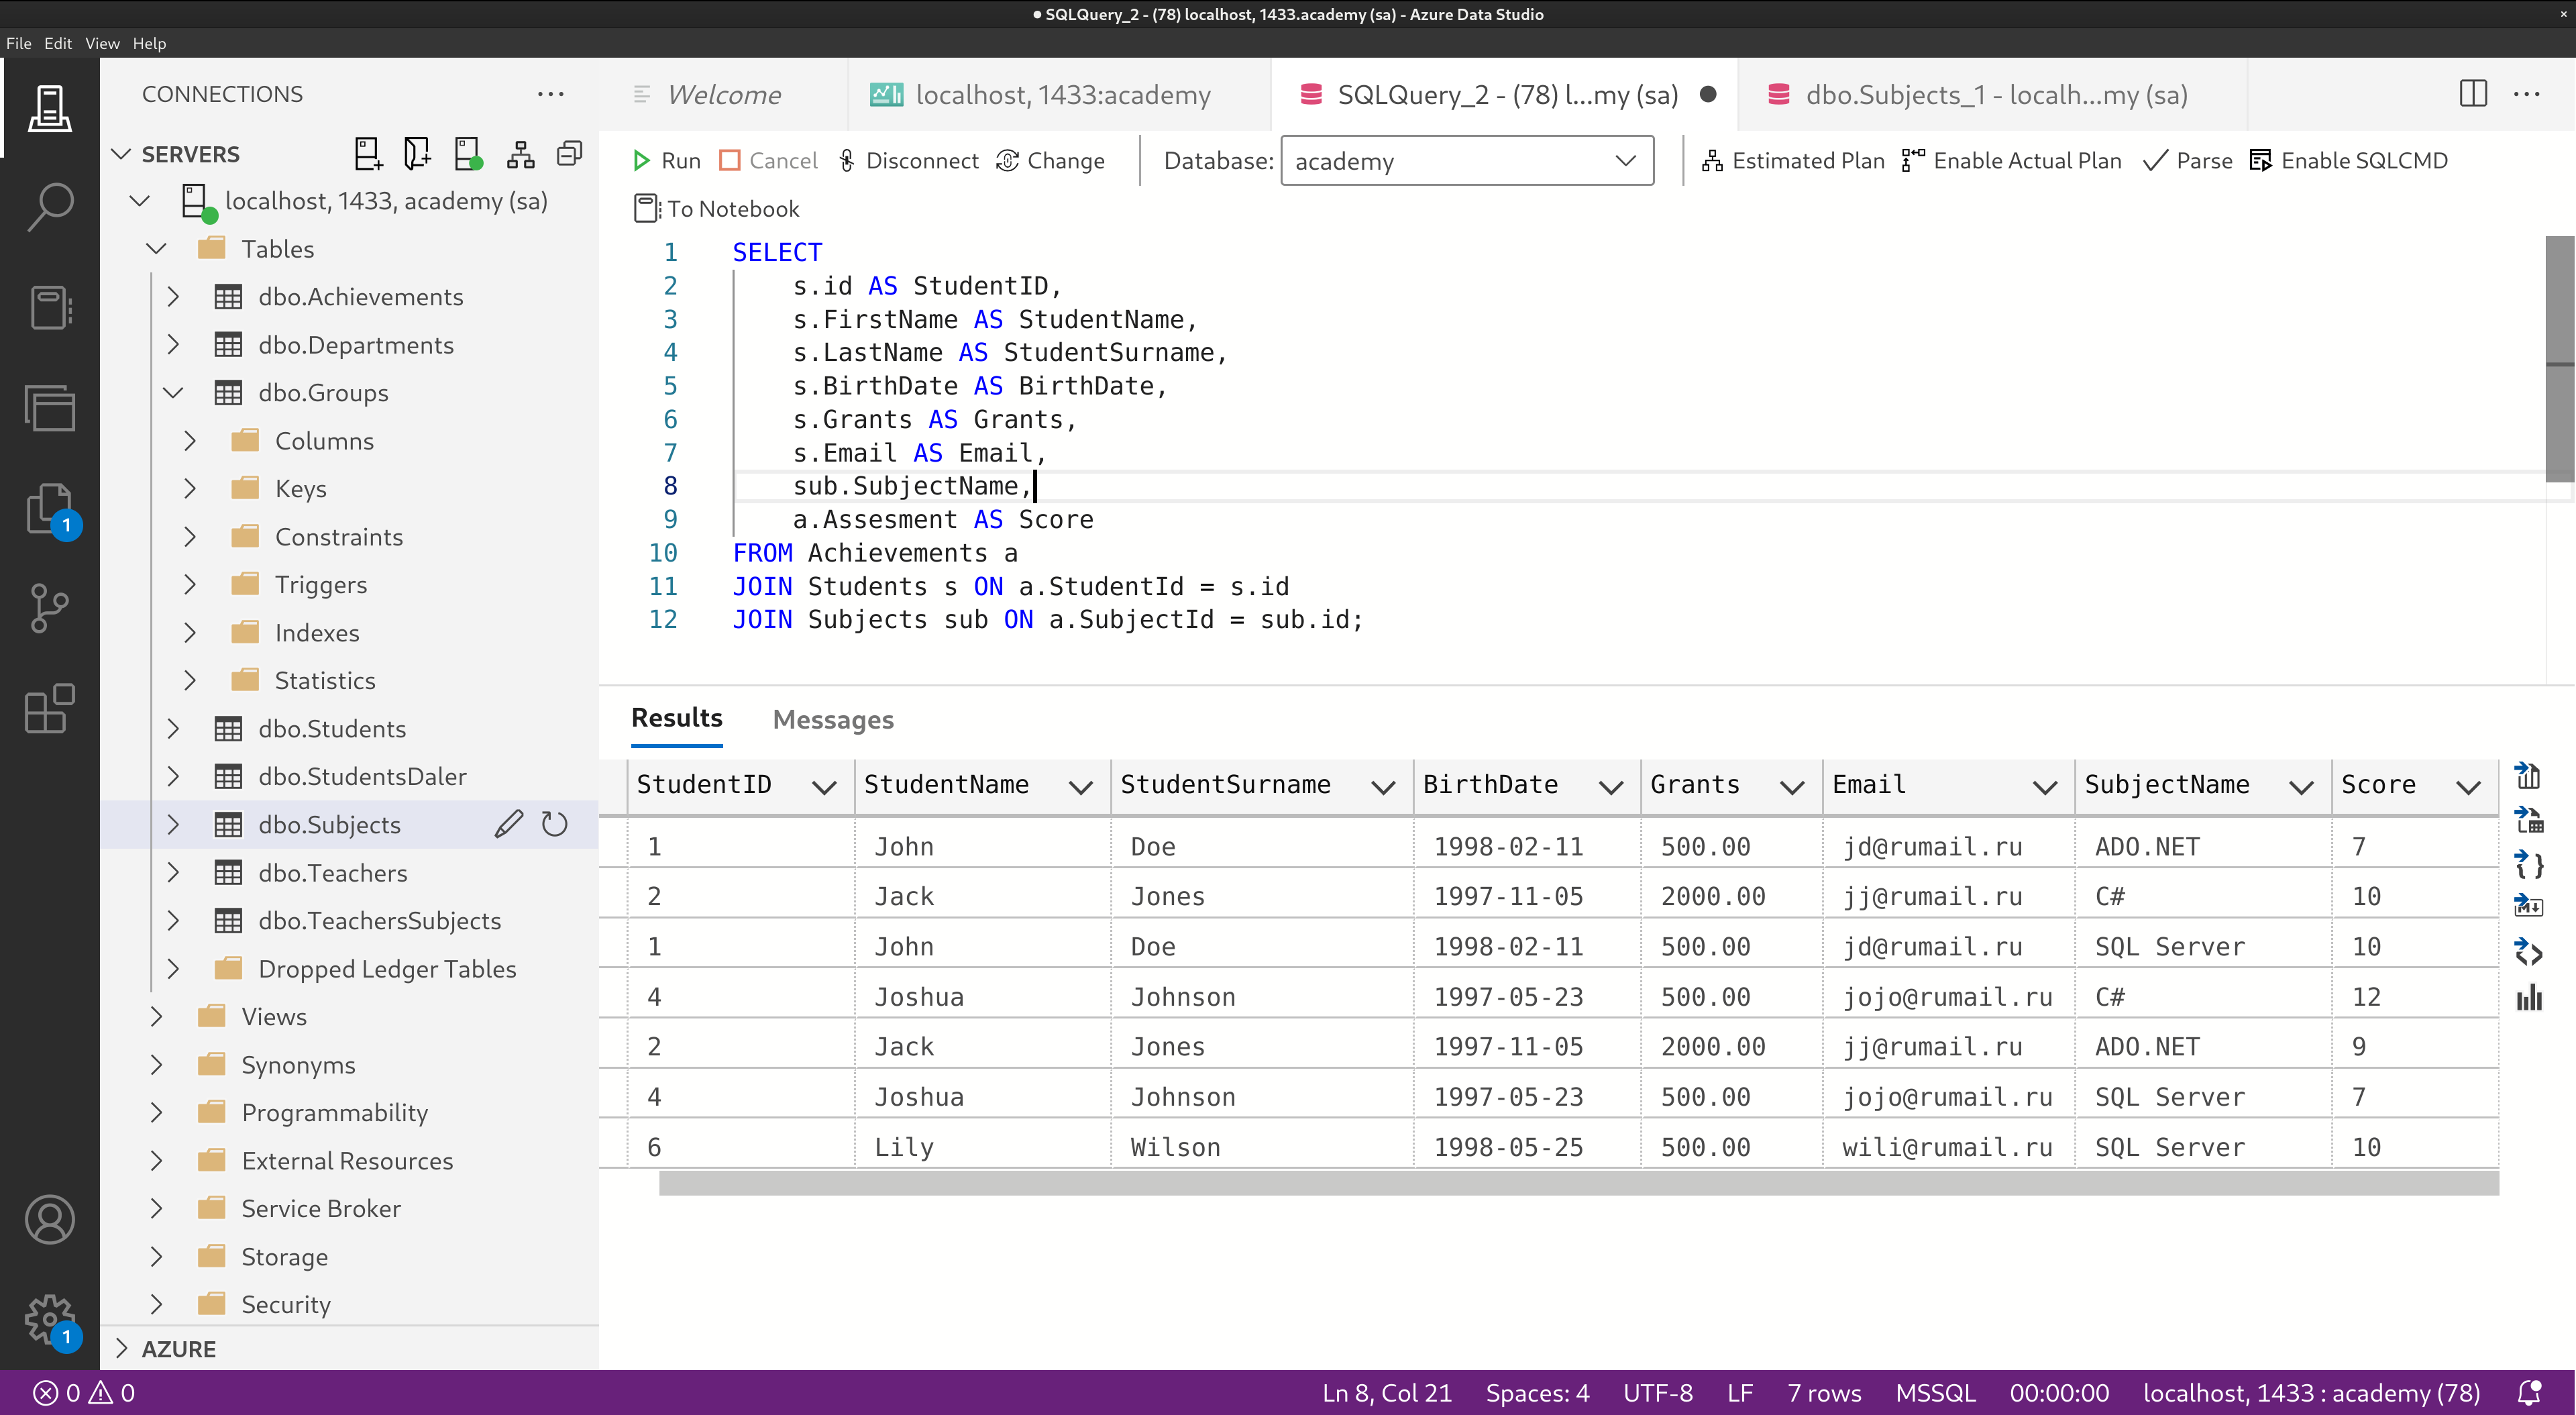 SQLQuery_2 - (78) localhost, 1433.academy (sa) - Azure Data Studio
File Edit View Help
CONNECTIONS
SERVERS
localhost, 1433, academy (sa)
Tables
dbo.Achievements
dbo.Departments
dbo.Groups
Columns
Keys
Constraints
Triggers
Indexes
Statistics
dbo.Students
dbo.StudentsDaler
dbo.Subjects
dbo.Teachers
dbo.TeachersSubjects
Dropped Ledger Tables
Views
Synonyms
Programmability
External Resources
Service Broker
Storage
Security
AZURE
1
1
Welcome localhost, 1433:academy SQLQuery_2 - (78) l...my (sa) dbo.Subjects_1 - localh...my (sa)
Run Cancel Disconnect Change Database: academy Estimated Plan Enable Actual Plan Parse Enable SQLCMD
To Notebook
1 SELECT
2 s.id AS StudentID,
3 s.FirstName AS StudentName,
4 s.LastName AS StudentSurname,
5 s.BirthDate AS BirthDate,
6 s.Grants AS Grants,
7 s.Email AS Email,
8 sub.SubjectName,
9 a.Assesment AS Score
10 FROM Achievements a
11 JOIN Students s ON a.StudentId = s.id
12 JOIN Subjects sub ON a.SubjectId = sub.id;
Results Messages
StudentID StudentName StudentSurname BirthDate Grants Email SubjectName Score
1 John Doe 1998-02-11 500.00 jd@rumail.ru ADO.NET 7
2 Jack Jones 1997-11-05 2000.00 jj@rumail.ru C# 10
1 John Doe 1998-02-11 500.00 jd@rumail.ru SQL Server 10
4 Joshua Johnson 1997-05-23 500.00 jojo@rumail.ru C# 12
2 Jack Jones 1997-11-05 2000.00 jj@rumail.ru ADO.NET 9
4 Joshua Johnson 1997-05-23 500.00 jojo@rumail.ru SQL Server 7
6 Lily Wilson 1998-05-25 500.00 wili@rumail.ru SQL Server 10
0 0 Ln 8, Col 21 Spaces: 4 UTF-8 LF 7 rows MSSQL 00:00:00 localhost, 1433 : academy (78)